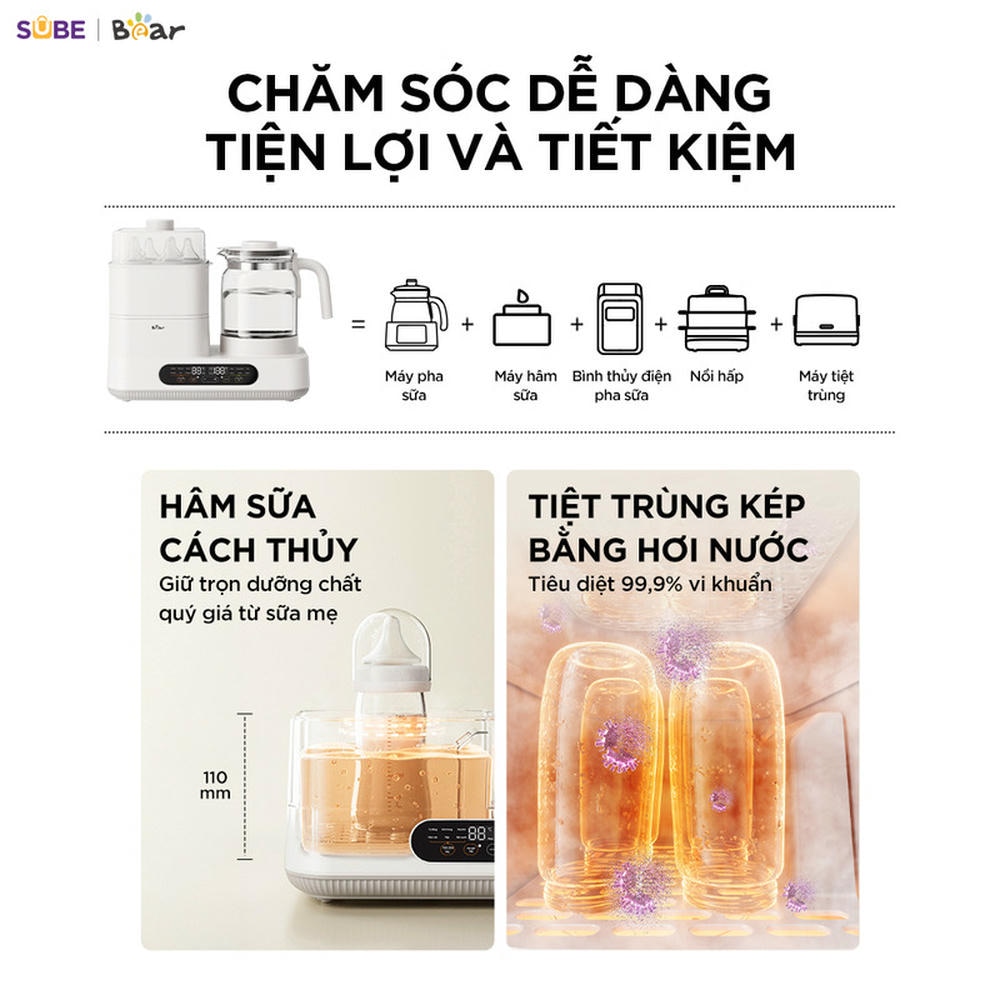 SUBE | Bear
CHĂM SÓC DỄ DÀNG
TIỆN LỢI VÀ TIẾT KIỆM
Bear
= + + + +
Máy pha
sữa
Máy hâm
sữa
Bình thủy điện
pha sữa
Nồi hấp
Máy tiệt
trùng
HÂM SỮA
CÁCH THỦY
Giữ trọn dưỡng chất
quý giá từ sữa mẹ
110
mm
88
TIỆT TRÙNG KÉP
BẰNG HƠI NƯỚC
Tiêu diệt 99,9% vi khuẩn